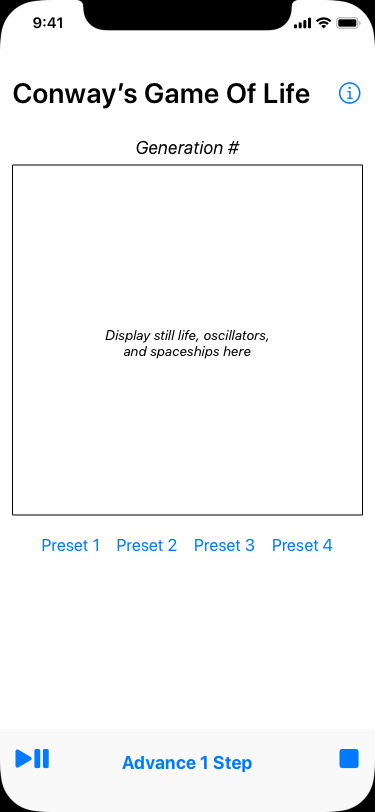 9:41
Conway’s Game Of Life
Generation #
Display still life, oscillators,
and spaceships here
Preset 1 Preset 2 Preset 3 Preset 4
Advance 1 Step